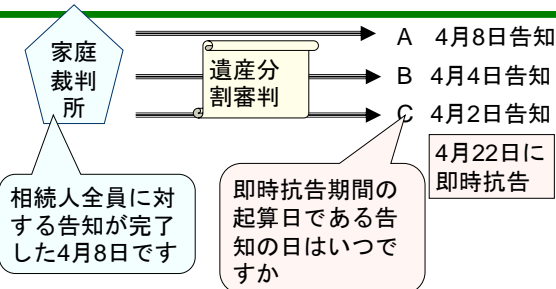 家庭
裁判
所
遺産分
割審判
A 4月8日告知
B 4月4日告知
C 4月2日告知
4月22日に
即時抗告
相続人全員に対
する告知が完了
した4月8日です
即時抗告期間の
起算日である告
知の日はいつで
すか